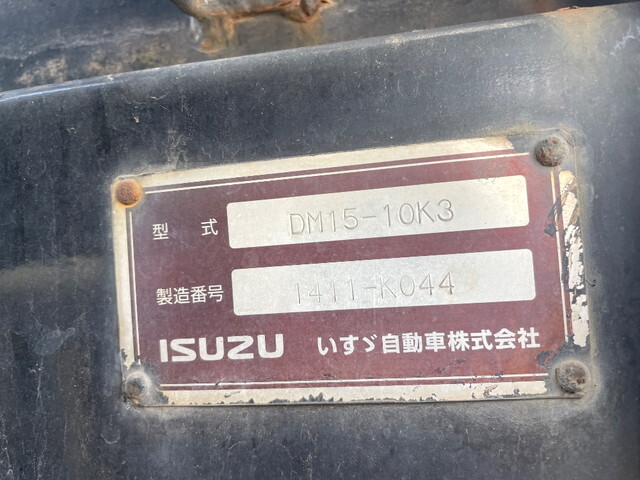 型 式 DM15-10K3
製造番号 1411-K044
ISUZU いすゞ自動車株式会社